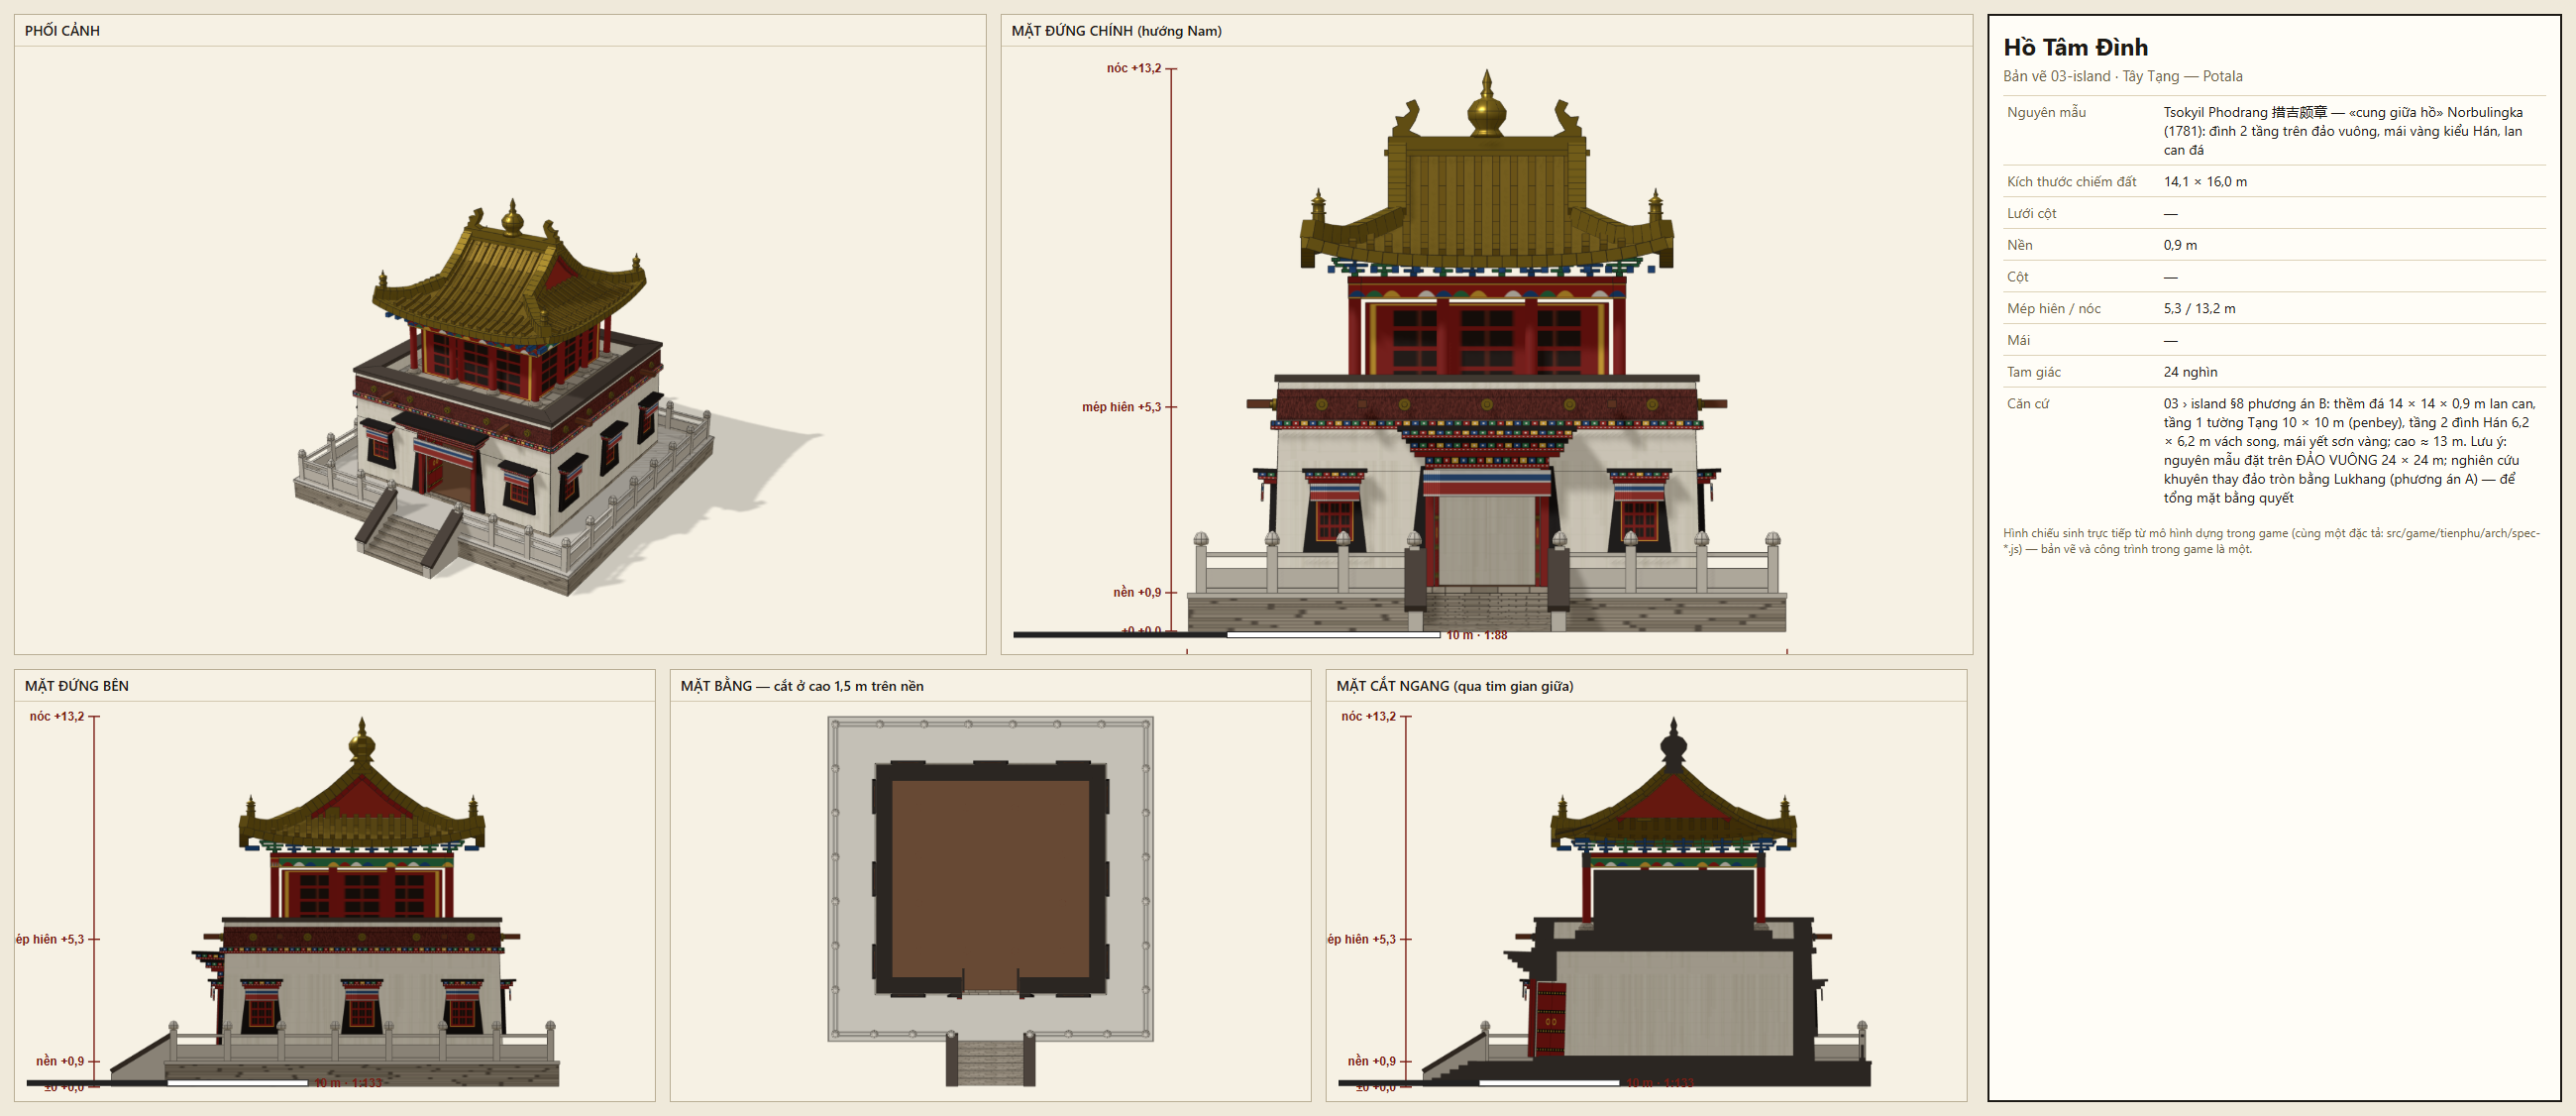 PHỐI CẢNH
MẶT ĐỨNG CHÍNH (hướng Nam)
nóc +13,2
mép hiên +5,3
nền +0,9
±0 +0,0
10 m · 1:88
MẶT ĐỨNG BÊN
nóc +13,2
ép hiên +5,3
nền +0,9
±0 +0,0
10 m · 1:133
MẶT BẰNG — cắt ở cao 1,5 m trên nền
MẶT CẮT NGANG (qua tim gian giữa)
nóc +13,2
ép hiên +5,3
nền +0,9
±0 +0,0
10 m · 1:133
Hồ Tâm Đình
Bản vẽ 03-island · Tây Tạng — Potala
Nguyên mẫu
Tsokyil Phodrang 措吉颇章 — «cung giữa hồ» Norbulingka
(1781): đình 2 tầng trên đảo vuông, mái vàng kiểu Hán, lan
can đá
Kích thước chiếm đất
14,1 × 16,0 m
Lưới cột
—
Nền
0,9 m
Cột
—
Mép hiên / nóc
5,3 / 13,2 m
Mái
—
Tam giác
24 nghìn
Căn cứ
03 › island §8 phương án B: thềm đá 14 × 14 × 0,9 m lan can,
tầng 1 tường Tạng 10 × 10 m (penbey), tầng 2 đình Hán 6,2
× 6,2 m vách song, mái yết sơn vàng; cao ≈ 13 m. Lưu ý:
nguyên mẫu đặt trên ĐẢO VUÔNG 24 × 24 m; nghiên cứu
khuyên thay đảo tròn bằng Lukhang (phương án A) — để
tổng mặt bằng quyết
Hình chiếu sinh trực tiếp từ mô hình dựng trong game (cùng một đặc tả: src/game/tienphu/arch/spec-
*.js) — bản vẽ và công trình trong game là một.